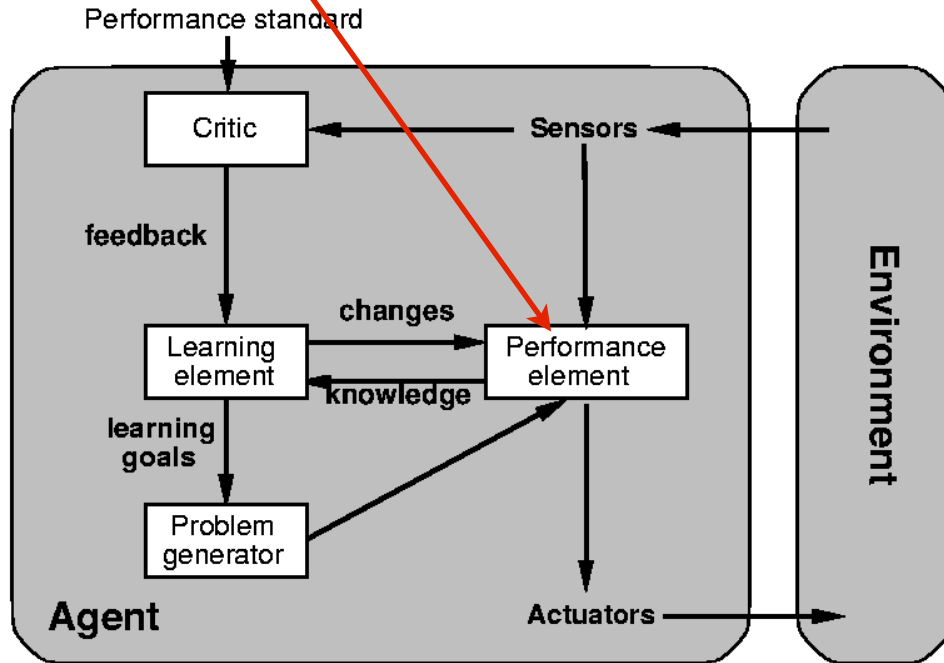 Performance standard
Critic
Sensors
feedback
changes
Learning
element
Performance
element
knowledge
learning
goals
Problem
generator
Agent
Actuators
Environment